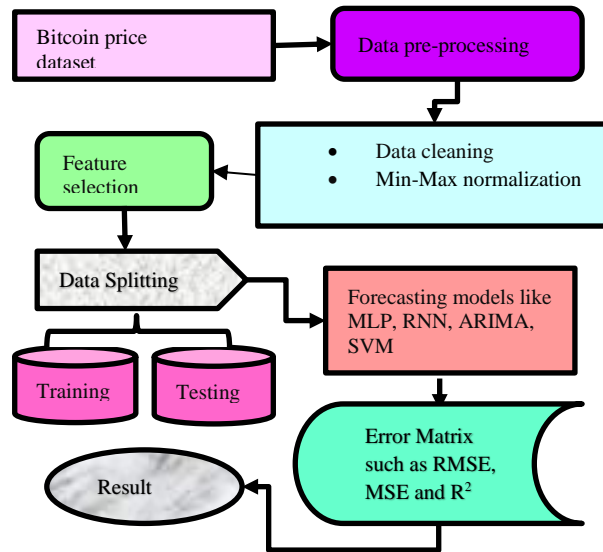 Bitcoin price
dataset
Data pre-processing
• Data cleaning
• Min-Max normalization
Feature
selection
Data Splitting
Forecasting models like
MLP, RNN, ARIMA,
SVM
Training
Testing
Error Matrix
such as RMSE,
MSE and R²
Result